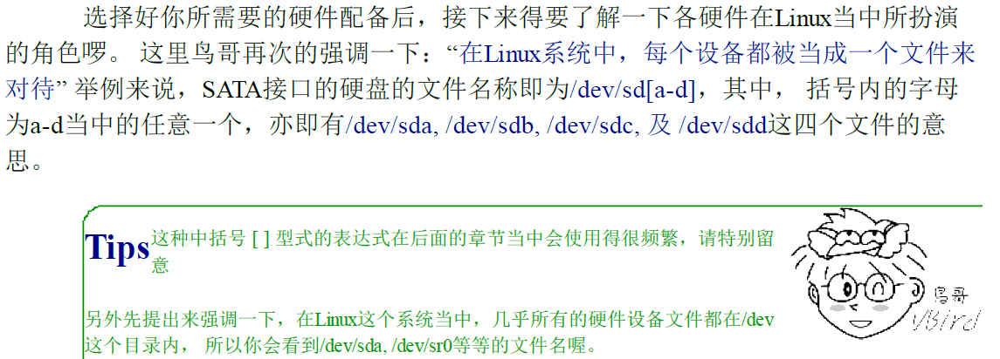 选择好你所需要的硬件配备后，接下来得要了解一下各硬件在Linux当中所扮演
的角色啰。 这里鸟哥再次的强调一下：“在Linux系统中，每个设备都被当成一个文件来
对待” 举例来说，SATA接口的硬盘的文件名称即为/dev/sd[a-d]，其中， 括号内的字母
为a-d当中的任意一个，亦即有/dev/sda, /dev/sdb, /dev/sdc, 及 /dev/sdd这四个文件的意
思。
Tips这种中括号 [ ] 型式的表达式在后面的章节当中会使用得很频繁，请特别留
意
另外先提出来强调一下，在Linux这个系统当中，几乎所有的硬件设备文件都在/dev
这个目录内， 所以你会看到/dev/sda, /dev/sr0等等的文件名喔。
鸟哥
VBird